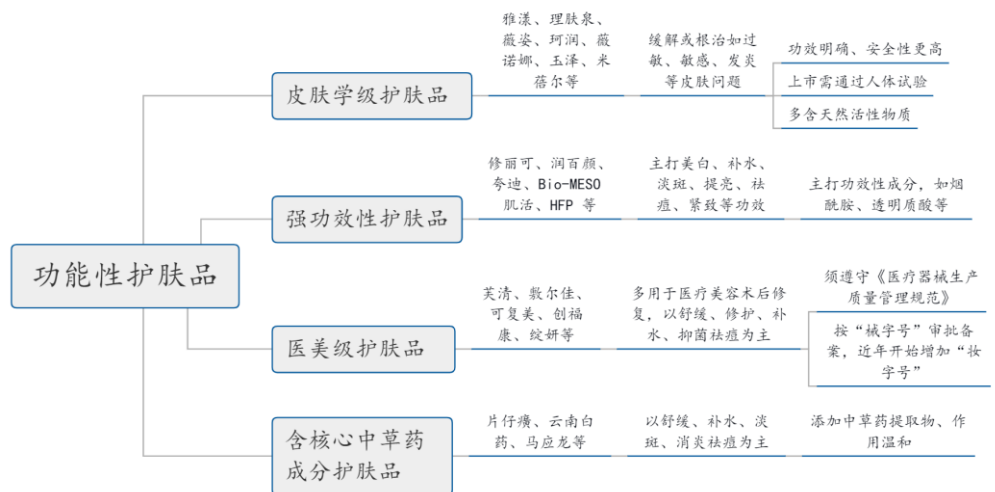 功能性护肤品
皮肤学级护肤品
雅漾、理肤泉、
薇姿、珂润、薇
诺娜、玉泽、米
蓓尔等
缓解或根治如过
敏、敏感、发炎
等皮肤问题
功效明确、安全性更高
上市需通过人体试验
多含天然活性物质
强功效性护肤品
修丽可、润百颜、
夸迪、Bio-MESO
肌活、HFP 等
主打美白、补水、
淡斑、提亮、祛
痘、紧致等功效
主打功效性成分，如烟
酰胺、透明质酸等
医美级护肤品
芙清、敷尔佳、
可复美、创福
康、绽妍等
多用于医疗美容术后修
复，以舒缓、修护、补
水、抑菌祛痘为主
须遵守《医疗器械生产
质量管理规范》
按“械字号”审批备
案，近年开始增加“妆
字号”
含核心中草药
成分护肤品
片仔癀、云南白
药、马应龙等
以舒缓、补水、淡
斑、消炎祛痘为主
添加中草药提取物、作
用温和